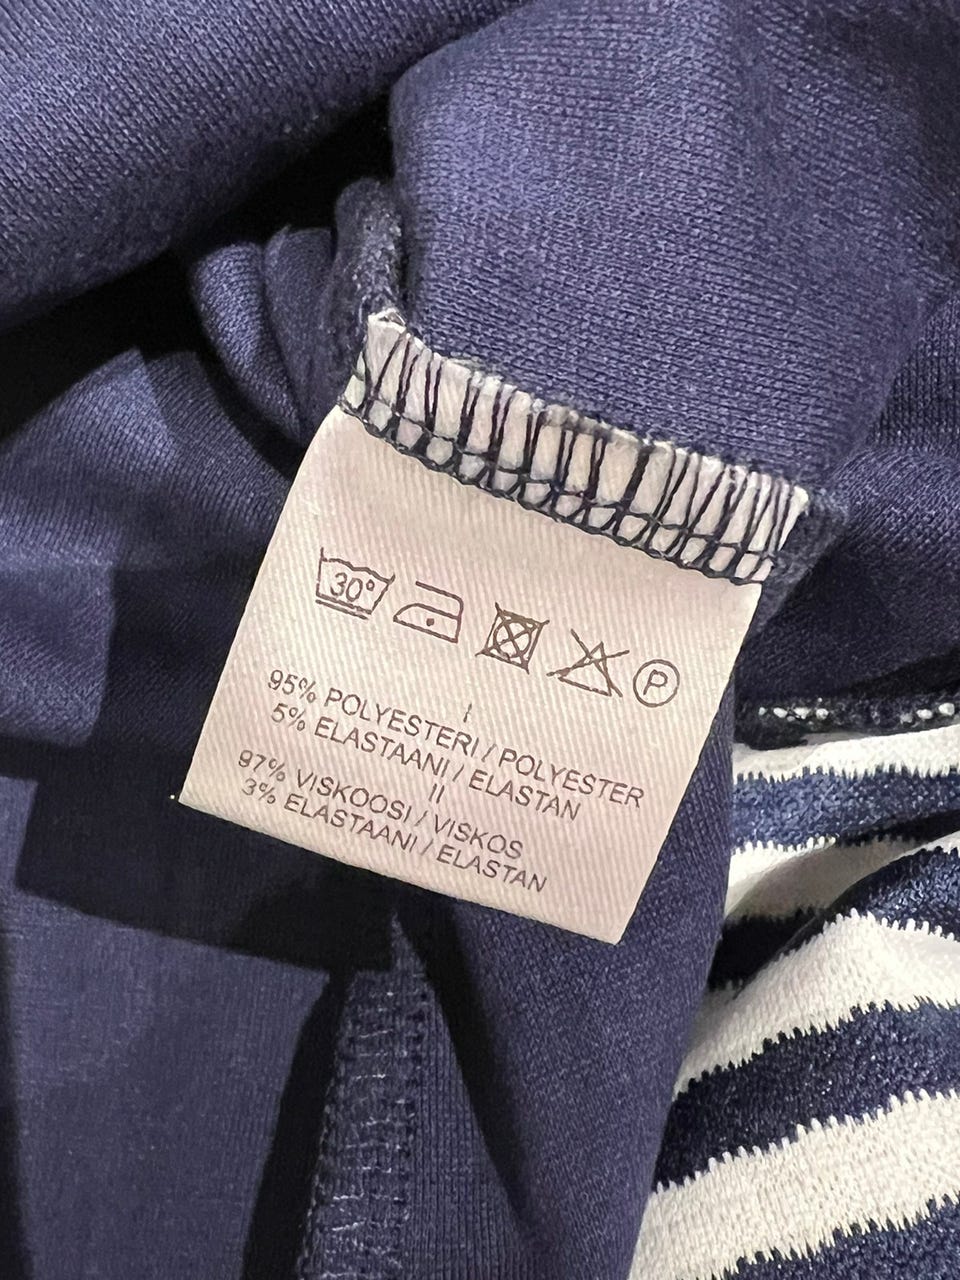 30°
P
I
95% POLYESTERI / POLYESTER
5% ELASTAANI / ELASTAN
II
97% VISKOOSI / VISKOS
3% ELASTAANI / ELASTAN